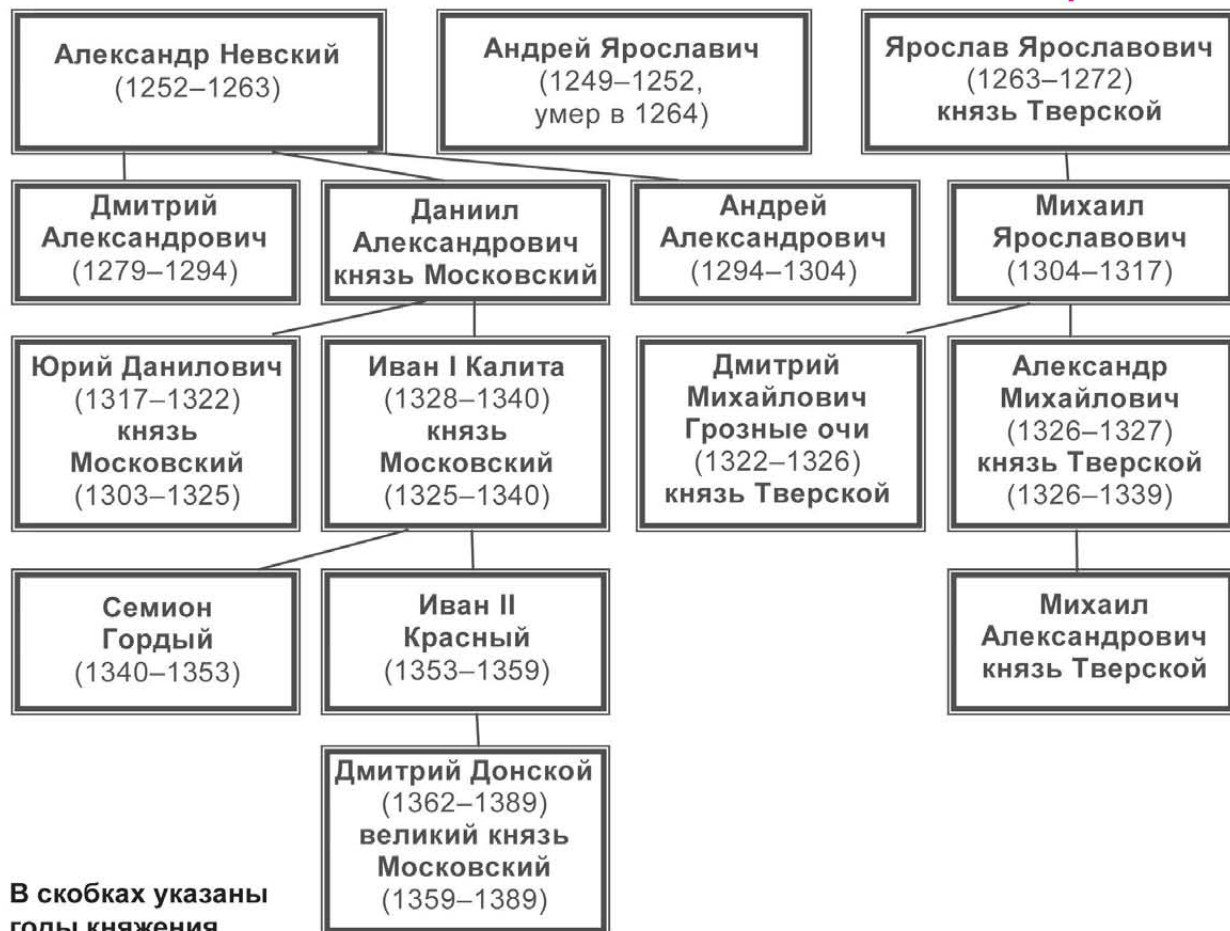 Александр Невский
(1252–1263)
Андрей Ярославич
(1249–1252,
умер в 1264)
Ярослав Ярославович
(1263–1272)
князь Тверской
Дмитрий
Александрович
(1279–1294)
Даниил
Александрович
князь Московский
Андрей
Александрович
(1294–1304)
Михаил
Ярославович
(1304–1317)
Юрий Данилович
(1317–1322)
князь
Московский
(1303–1325)
Иван I Калита
(1328–1340)
князь
Московский
(1325–1340)
Дмитрий
Михайлович
Грозные очи
(1322–1326)
князь Тверской
Александр
Михайлович
(1326–1327)
князь Тверской
(1326–1339)
Семион
Гордый
(1340–1353)
Иван II
Красный
(1353–1359)
Михаил
Александрович
князь Тверской
Дмитрий Донской
(1362–1389)
великий князь
Московский
(1359–1389)
В скобках указаны
годы княжения